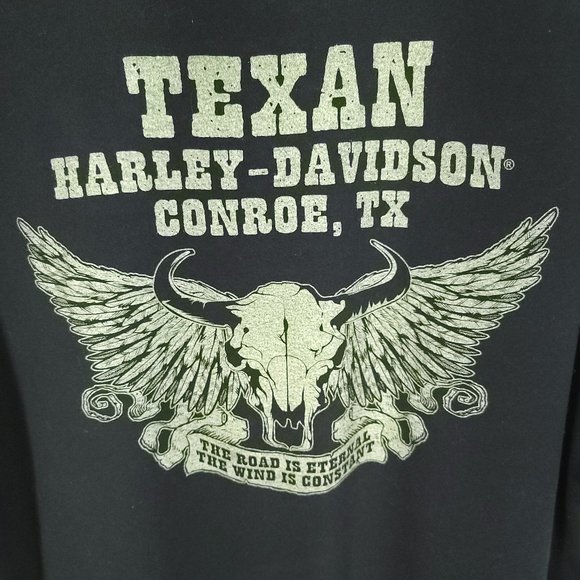 TEXAN
HARLEY-DAVIDSON®
CONROE, TX
THE ROAD IS ETERNAL
THE WIND IS CONSTANT